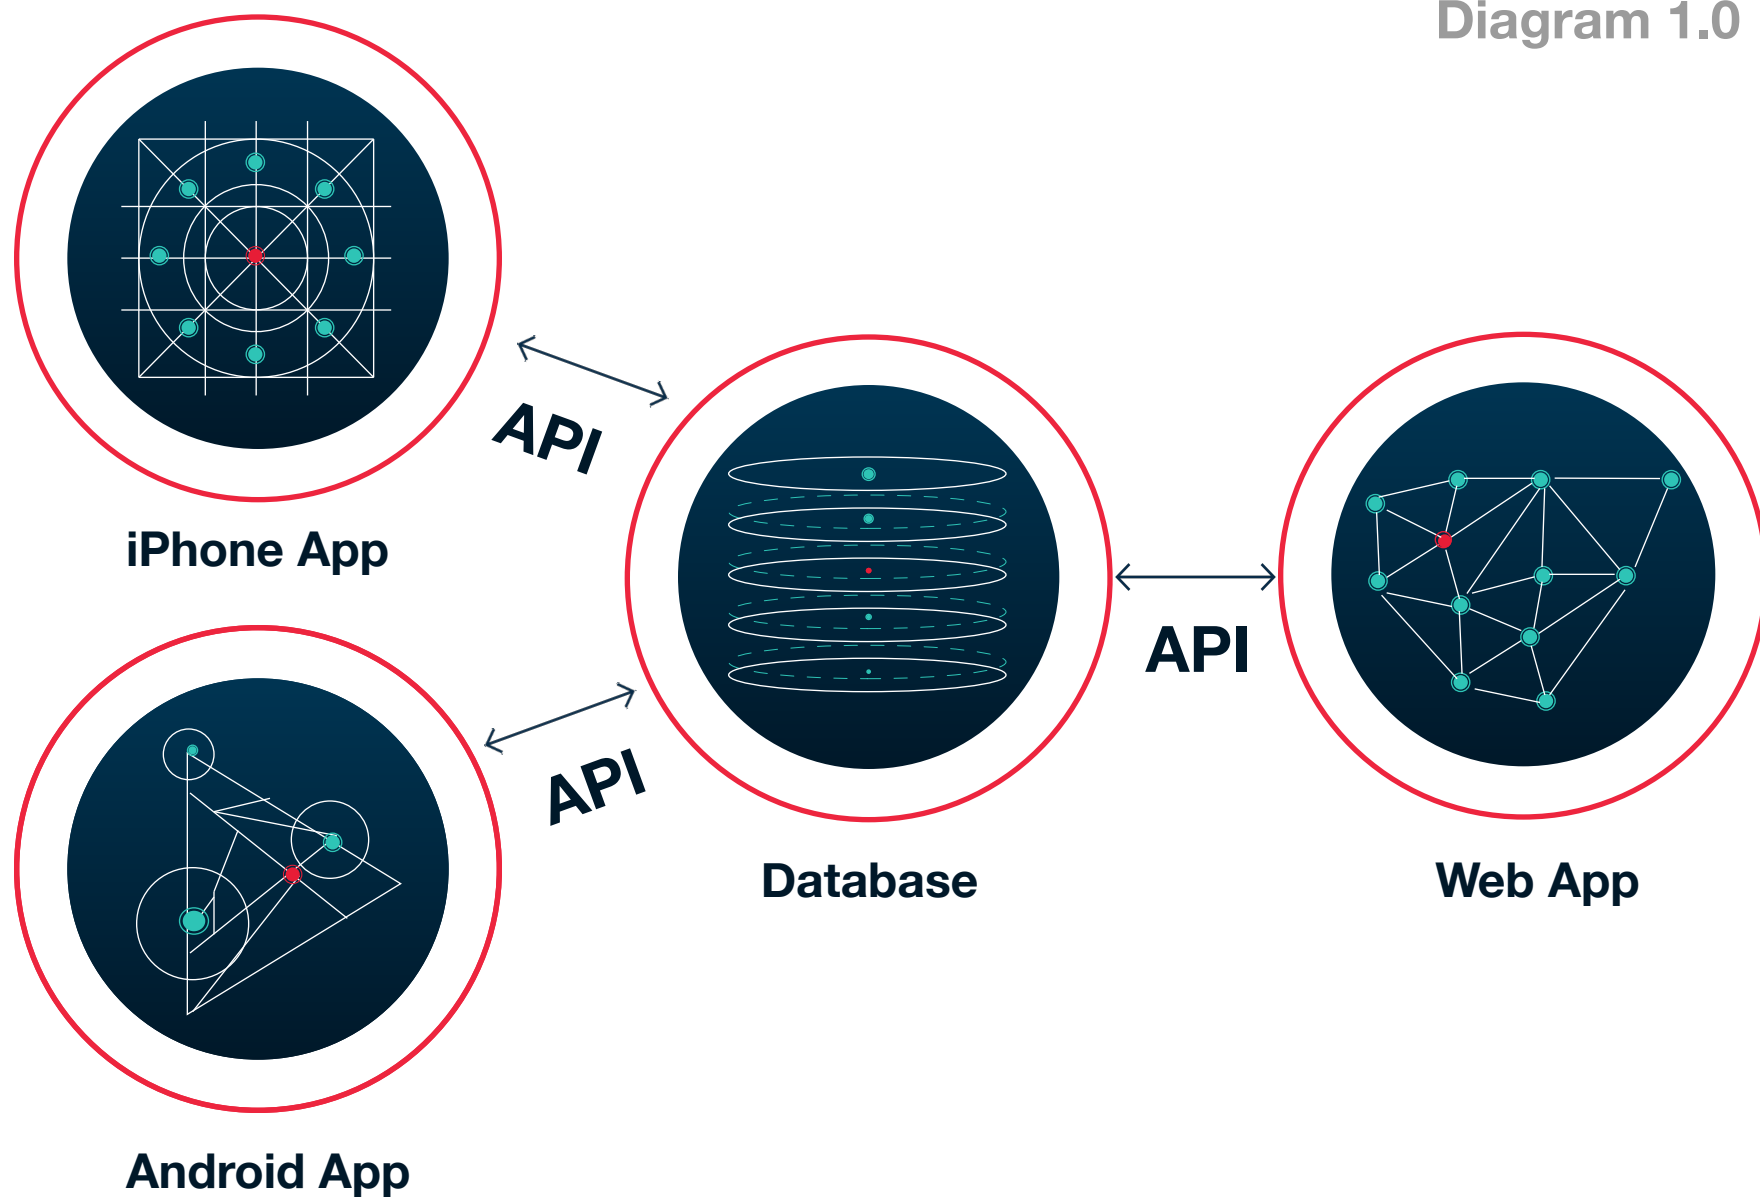 Diagram 1.0
API
iPhone App
API
API
Database
Web App
Android App